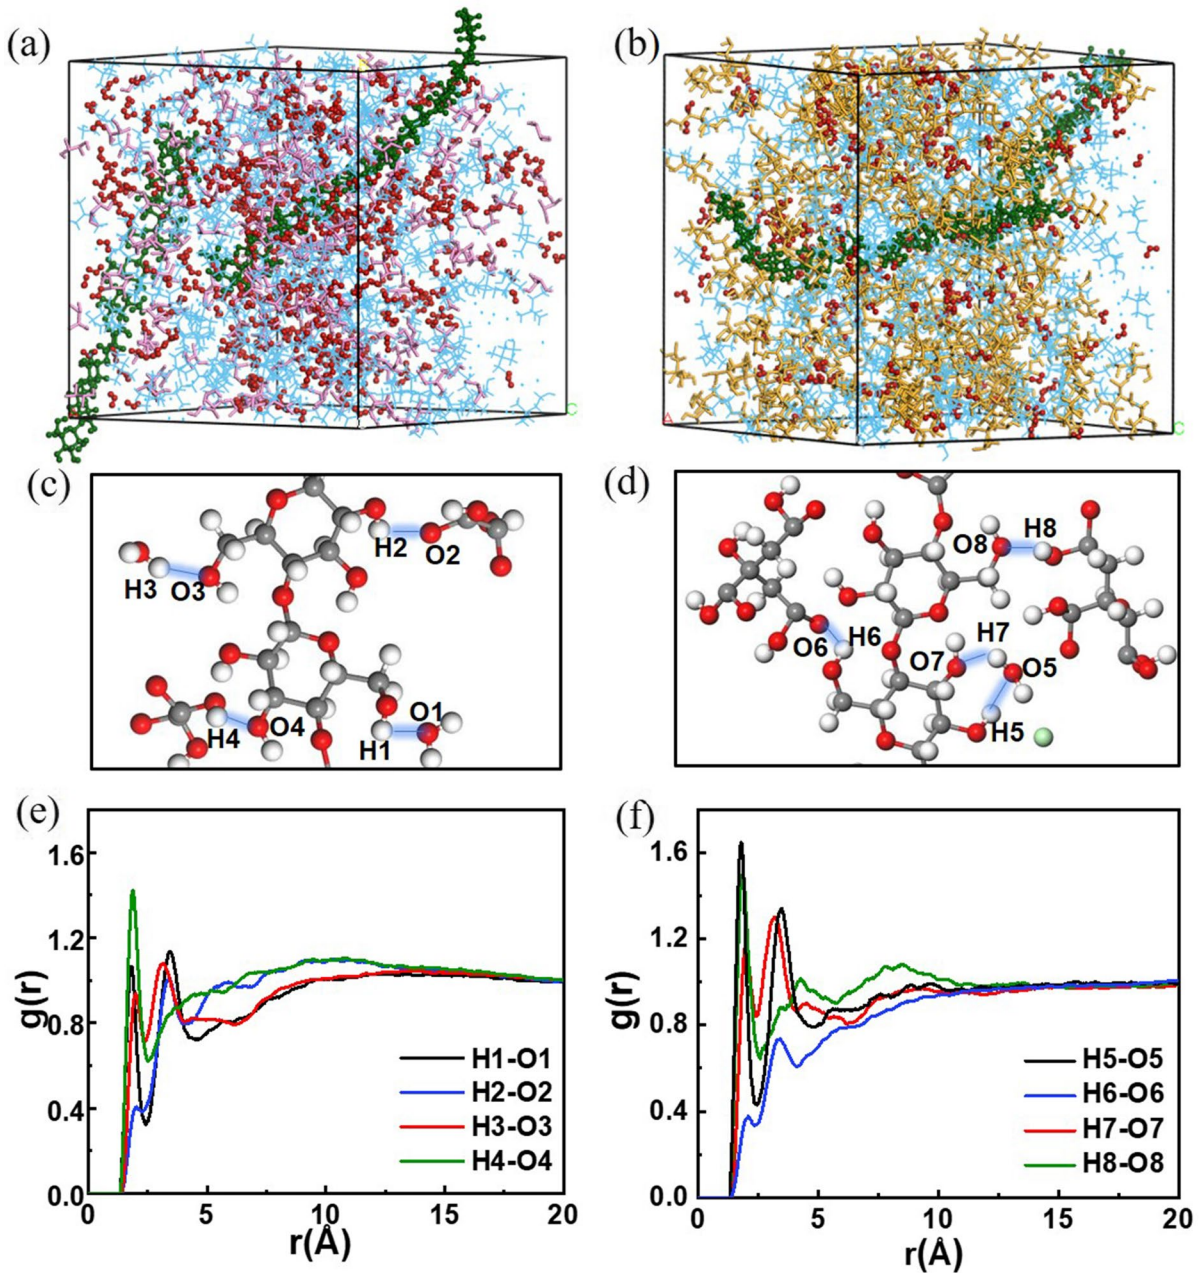 (a)
(b)
C
A
C
(c)
H2
O2
H3
O3
O4
H4
O1
H1
(d)
O8
H8
O6
H6
H7
O7
O5
H5
(e)
g(r)
1.6
1.2
0.8
0.4
0.0
0
5
10
15
20
r(Å)
H1-O1
H2-O2
H3-O3
H4-O4
(f)
g(r)
1.6
1.2
0.8
0.4
0.0
0
5
10
15
20
r(Å)
H5-O5
H6-O6
H7-O7
H8-O8